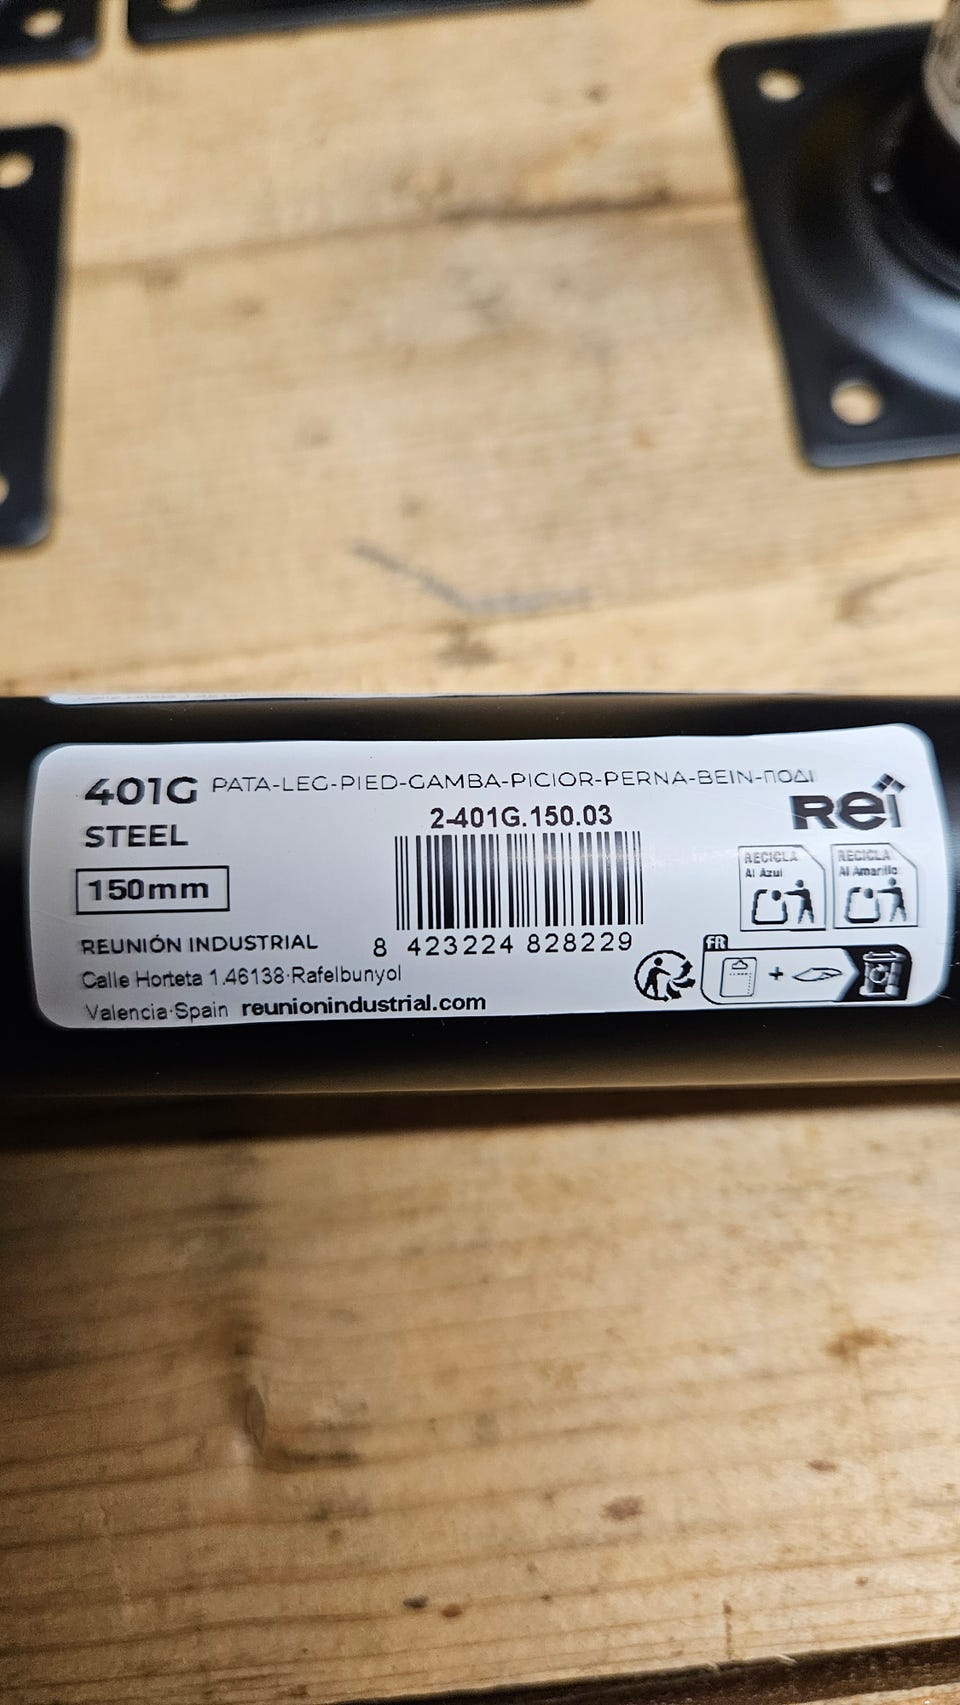 401G PATA-LEG-PIED-GAMBA-PICIOR-PERNA-BEIN-ΠΟΔΙ
Rei
STEEL
2-401G.150.03
150mm
8 423224 828229
RECICLA
Al Azul
RECICLA
Al Amarillo
REUNIÓN INDUSTRIAL
Calle Horteta 1.46138·Rafelbunyol
Valencia·Spain reunionindustrial.com
FR